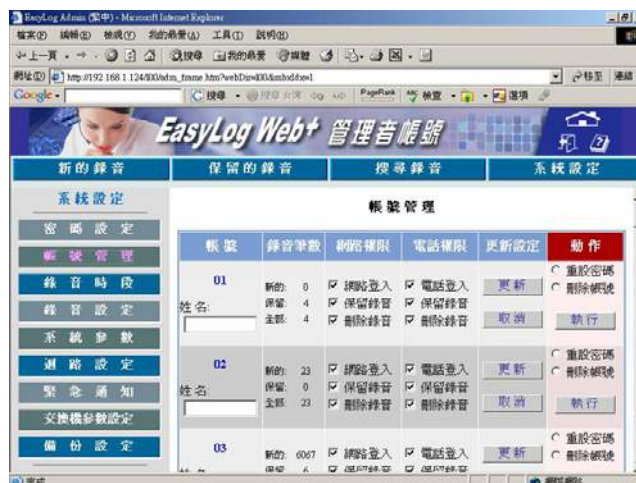 EasyLog Admin (繁中) - Microsoft Internet Explorer
檔案(F) 編輯(E) 檢視(V) 我的最愛(A) 工具(T) 說明(H)
上一頁 搜尋 我的最愛 媒體
網址(D) 移至 連結
Google 搜尋 PageRank 檢查 選項
EasyLog Web+ 管理者帳號
新的錄音 保留的錄音 搜尋錄音 系統設定
系統設定
密碼設定
帳號管理
錄音時段
錄音設定
系統參數
迴路設定
緊急通知
交換機參數設定
備份設定
帳號管理
帳號 錄音筆數 網路權限 電話權限 更新設定 動作
01 新的: 0 網路登入 電話登入 更新 重設密碼
姓名: 保留: 4 保留錄音 保留錄音 刪除帳號
全部: 4 刪除錄音 刪除錄音 取消 執行
02 新的: 23 網路登入 電話登入 更新 重設密碼
姓名: 保留: 0 保留錄音 保留錄音 刪除帳號
全部: 23 刪除錄音 刪除錄音 取消 執行
03 新的: 6067 網路登入 電話登入 更新 重設密碼
保留: 6 保留錄音 保留錄音 刪除帳號
完成